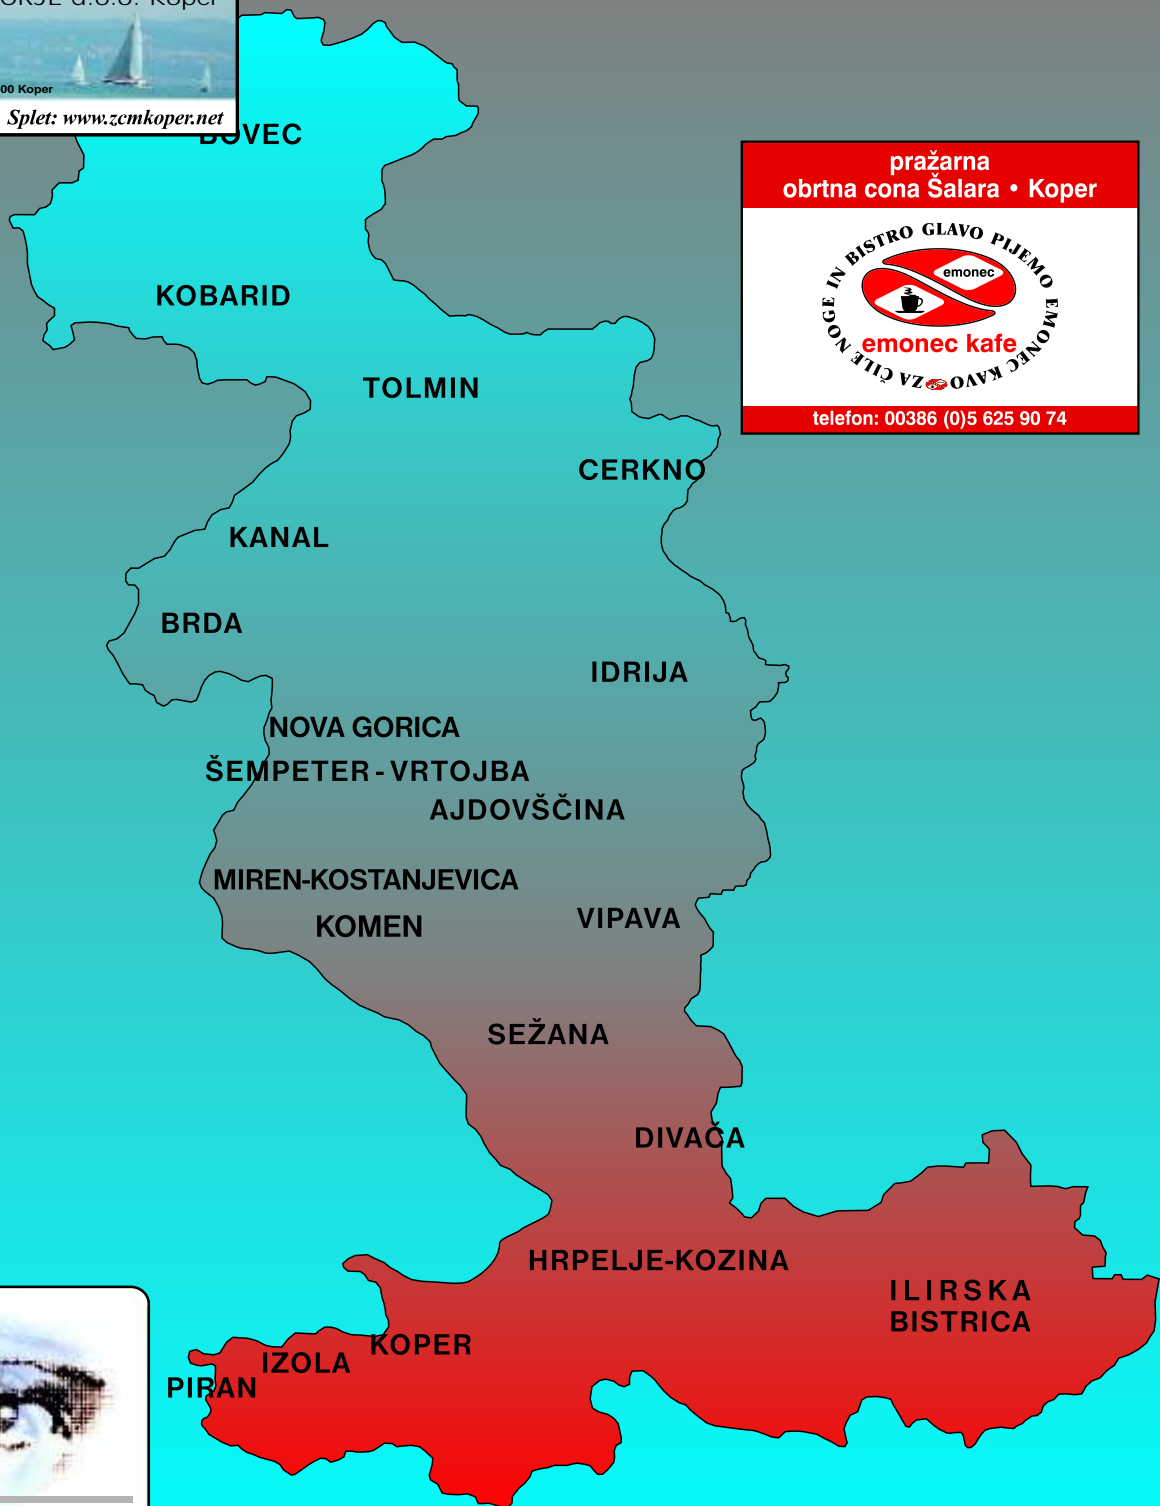 d.o.o. Koper
00 Koper
Splet: www.zcmkoper.net
BOVEC
pražarna
obrtna cona Šalara • Koper
ZA ČILE NOGE IN BISTRO GLAVO PIJEMO EMONEC KAVO
emonec
emonec kafe
telefon: 00386 (0)5 625 90 74
KOBARID
TOLMIN
CERKNO
KANAL
BRDA
IDRIJA
NOVA GORICA
ŠEMPETER - VRTOJBA
AJDOVŠČINA
MIREN-KOSTANJEVICA
VIPAVA
KOMEN
SEŽANA
DIVAČA
HRPELJE-KOZINA
ILIRSKA
BISTRICA
KOPER
IZOLA
PIRAN